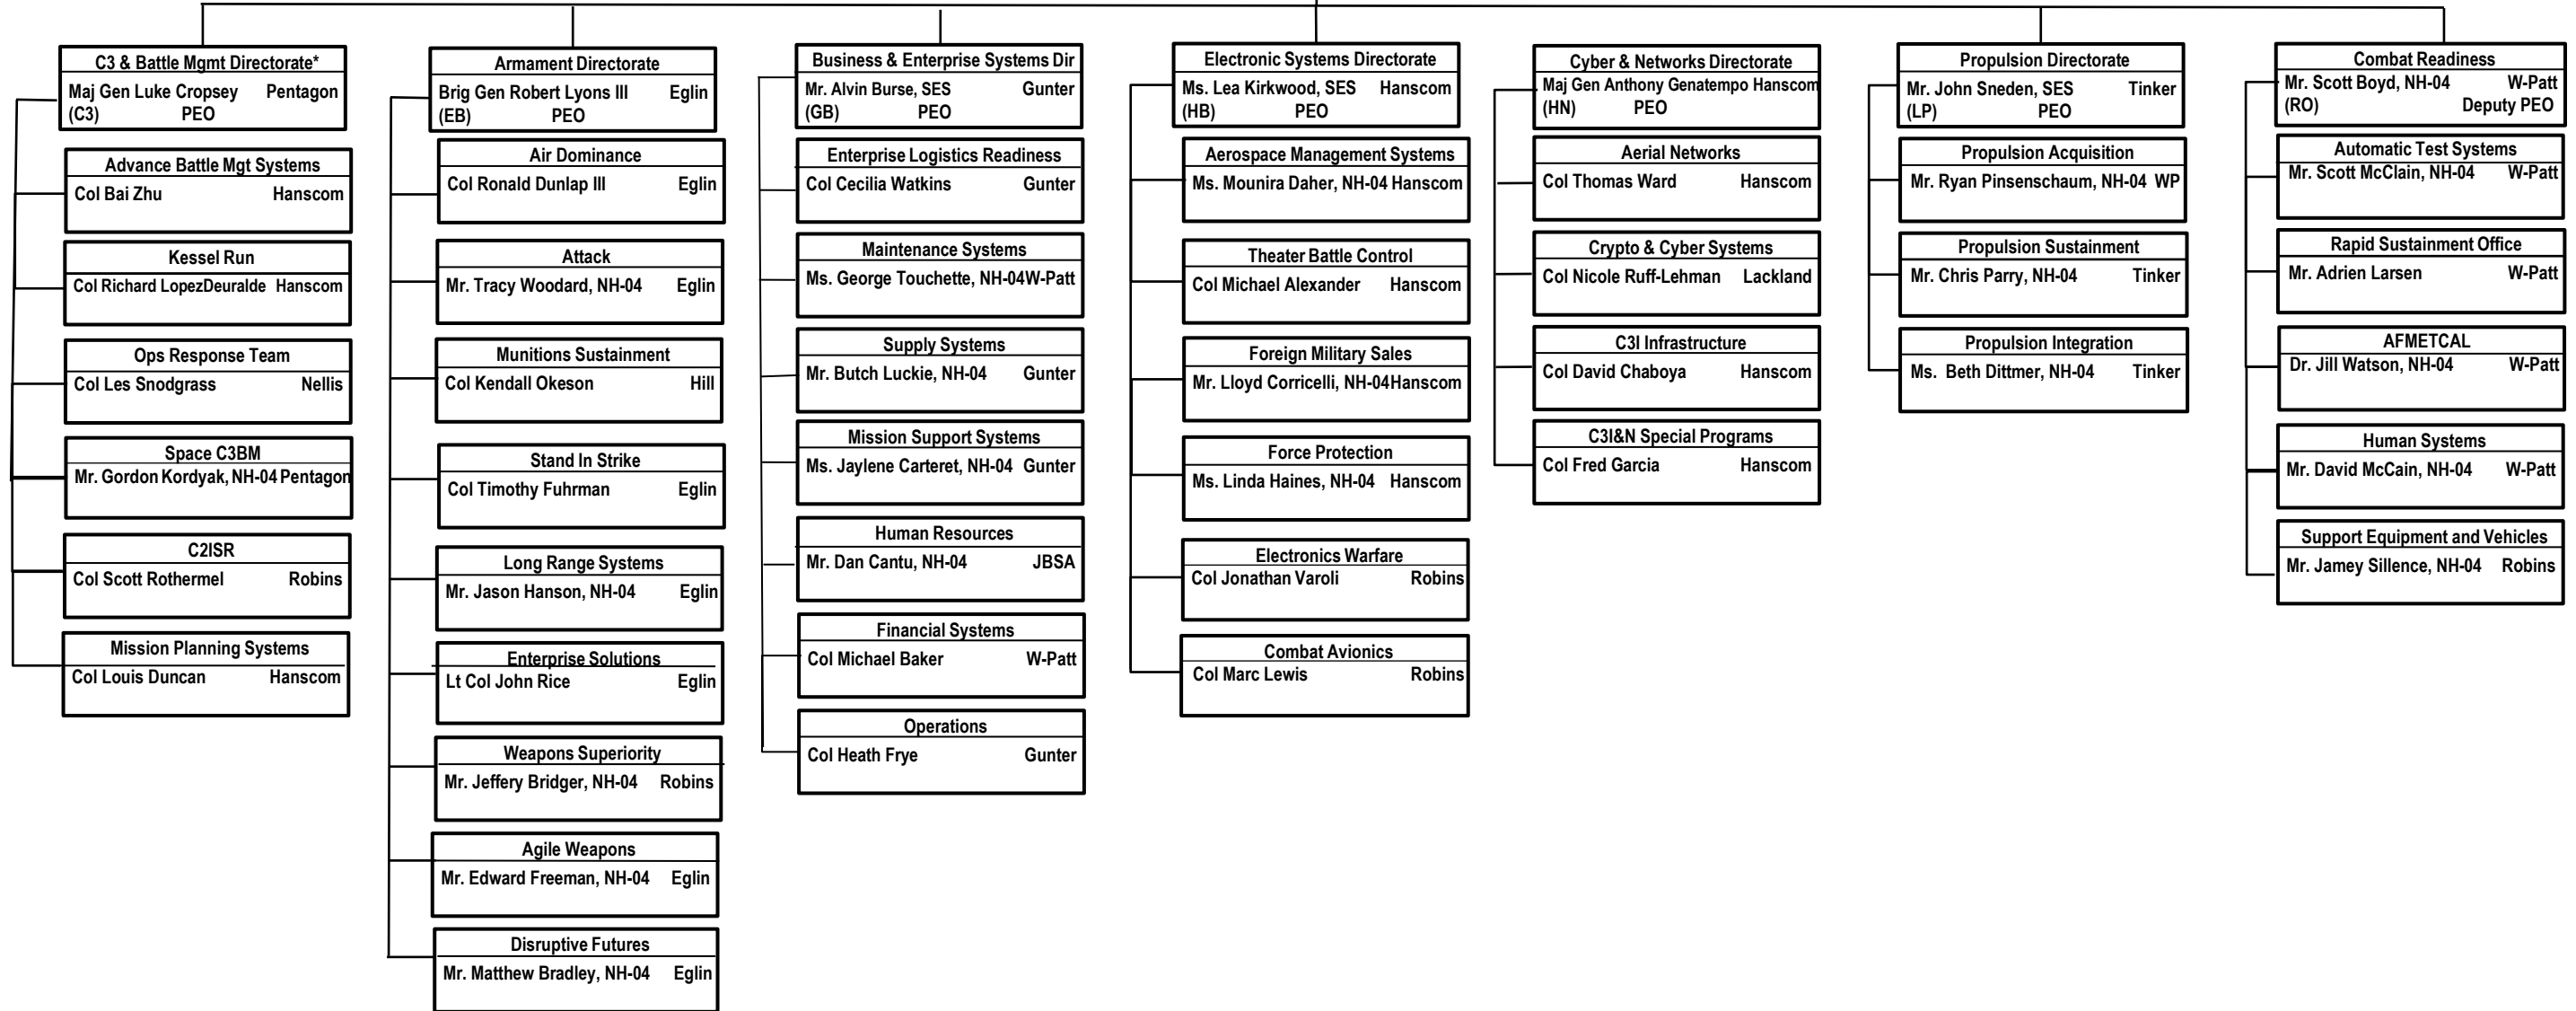 C3 & Battle Mgmt Directorate*
Maj Gen Luke Cropsey Pentagon
(C3) PEO
Advance Battle Mgt Systems
Col Bai Zhu Hanscom
Kessel Run
Col Richard LopezDeuralde Hanscom
Ops Response Team
Col Les Snodgrass Nellis
Space C3BM
Mr. Gordon Kordyak, NH-04 Pentagon
C2ISR
Col Scott Rothermel Robins
Mission Planning Systems
Col Louis Duncan Hanscom
Armament Directorate
Brig Gen Robert Lyons III Eglin
(EB) PEO
Air Dominance
Col Ronald Dunlap III Eglin
Attack
Mr. Tracy Woodard, NH-04 Eglin
Munitions Sustainment
Col Kendall Okeson Hill
Stand In Strike
Col Timothy Fuhrman Eglin
Long Range Systems
Mr. Jason Hanson, NH-04 Eglin
Enterprise Solutions
Lt Col John Rice Eglin
Weapons Superiority
Mr. Jeffery Bridger, NH-04 Robins
Agile Weapons
Mr. Edward Freeman, NH-04 Eglin
Disruptive Futures
Mr. Matthew Bradley, NH-04 Eglin
Business & Enterprise Systems Dir
Mr. Alvin Burse, SES Gunter
(GB) PEO
Enterprise Logistics Readiness
Col Cecilia Watkins Gunter
Maintenance Systems
Ms. George Touchette, NH-04W-Patt
Supply Systems
Mr. Butch Luckie, NH-04 Gunter
Mission Support Systems
Ms. Jaylene Carteret, NH-04 Gunter
Human Resources
Mr. Dan Cantu, NH-04 JBSA
Financial Systems
Col Michael Baker W-Patt
Operations
Col Heath Frye Gunter
Electronic Systems Directorate
Ms. Lea Kirkwood, SES Hanscom
(HB) PEO
Aerospace Management Systems
Ms. Mounira Daher, NH-04 Hanscom
Theater Battle Control
Col Michael Alexander Hanscom
Foreign Military Sales
Mr. Lloyd Corricelli, NH-04Hanscom
Force Protection
Ms. Linda Haines, NH-04 Hanscom
Electronics Warfare
Col Jonathan Varoli Robins
Combat Avionics
Col Marc Lewis Robins
Cyber & Networks Directorate
Maj Gen Anthony Genatempo Hanscom
(HN) PEO
Aerial Networks
Col Thomas Ward Hanscom
Crypto & Cyber Systems
Col Nicole Ruff-Lehman Lackland
C3I Infrastructure
Col David Chaboya Hanscom
C3I&N Special Programs
Col Fred Garcia Hanscom
Propulsion Directorate
Mr. John Sneden, SES Tinker
(LP) PEO
Propulsion Acquisition
Mr. Ryan Pinsenschaum, NH-04 WP
Propulsion Sustainment
Mr. Chris Parry, NH-04 Tinker
Propulsion Integration
Ms. Beth Dittmer, NH-04 Tinker
Combat Readiness
Mr. Scott Boyd, NH-04 W-Patt
(RO) Deputy PEO
Automatic Test Systems
Mr. Scott McClain, NH-04 W-Patt
Rapid Sustainment Office
Mr. Adrien Larsen W-Patt
AFMETCAL
Dr. Jill Watson, NH-04 W-Patt
Human Systems
Mr. David McCain, NH-04 W-Patt
Support Equipment and Vehicles
Mr. Jamey Sillence, NH-04 Robins